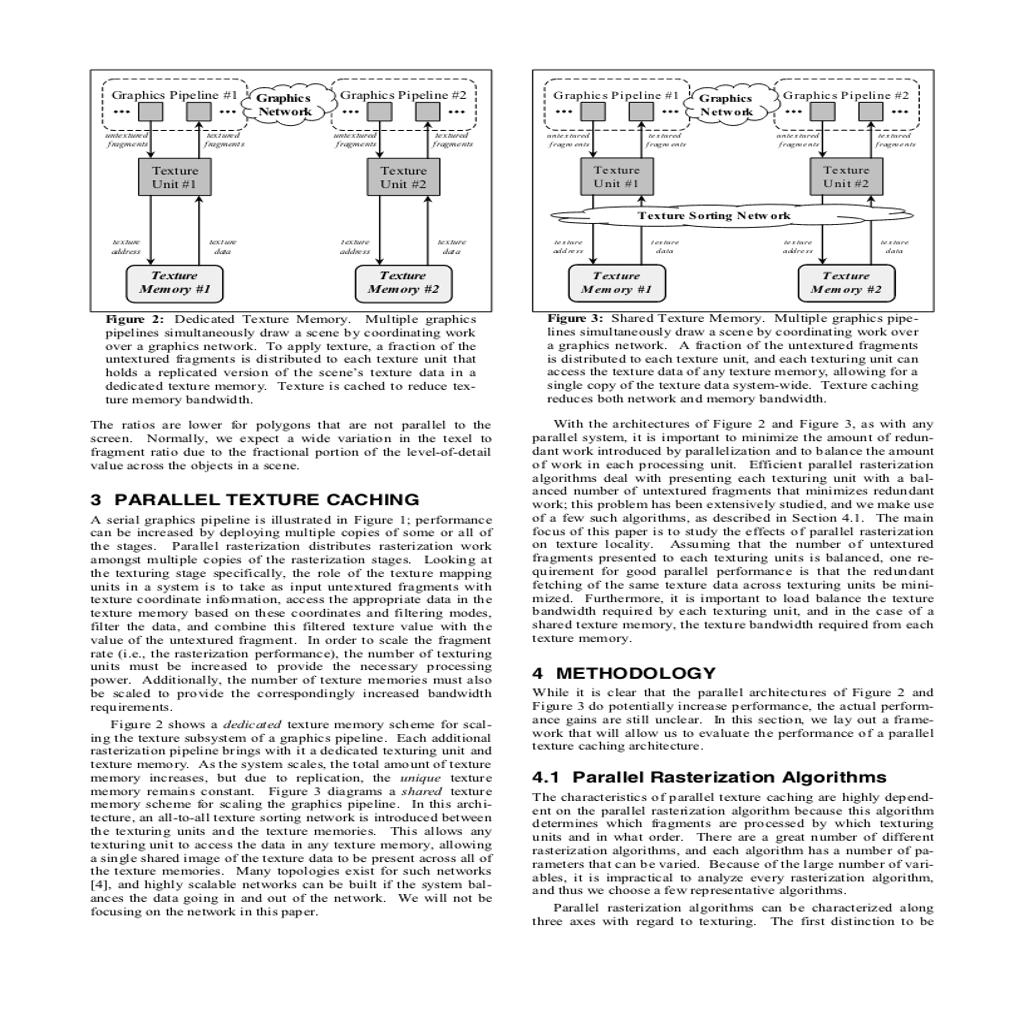 Graphics Pipeline #1
Graphics
Network
Graphics Pipeline #2
untextured
fragments
textured
fragments
untextured
fragments
textured
fragments
Texture
Unit #1
Texture
Unit #2
texture
address
texture
data
texture
address
texture
data
Texture
Memory #1
Texture
Memory #2
Figure 2: Dedicated Texture Memory. Multiple graphics
pipelines simultaneously draw a scene by coordinating work
over a graphics network. To apply texture, a fraction of the
untextured fragments is distributed to each texture unit that
holds a replicated version of the scene's texture data in a
dedicated texture memory. Texture is cached to reduce tex-
ture memory bandwidth.
The ratios are lower for polygons that are not parallel to the
screen. Normally, we expect a wide variation in the texel to
fragment ratio due to the fractional portion of the level-of-detail
value across the objects in a scene.
3 PARALLEL TEXTURE CACHING
A serial graphics pipeline is illustrated in Figure 1; performance
can be increased by deploying multiple copies of some or all of
the stages. Parallel rasterization distributes rasterization work
amongst multiple copies of the rasterization stages. Looking at
the texturing stage specifically, the role of the texture mapping
units in a system is to take as input untextured fragments with
texture coordinate information, access the appropriate data in the
texture memory based on these coordinates and filtering modes,
filter the data, and combine this filtered texture value with the
value of the untextured fragment. In order to scale the fragment
rate (i.e., the rasterization performance), the number of texturing
units must be increased to provide the necessary processing
power. Additionally, the number of texture memories must also
be scaled to provide the correspondingly increased bandwidth
requirements.
Figure 2 shows a dedicated texture memory scheme for scal-
ing the texture subsystem of a graphics pipeline. Each additional
rasterization pipeline brings with it a dedicated texturing unit and
texture memory. As the system scales, the total amount of texture
memory increases, but due to replication, the unique texture
memory remains constant. Figure 3 diagrams a shared texture
memory scheme for scaling the graphics pipeline. In this archi-
tecture, an all-to-all texture sorting network is introduced between
the texturing units and the texture memories. This allows any
texturing unit to access the data in any texture memory, allowing
a single shared image of the texture data to be present across all of
the texture memories. Many topologies exist for such networks
[4], and highly scalable networks can be built if the system bal-
ances the data going in and out of the network. We will not be
focusing on the network in this paper.
Graphics Pipeline #1
Graphics
Network
Graphics Pipeline #2
untextured
fragments
textured
fragments
untextured
fragments
textured
fragments
Texture
Unit #1
Texture
Unit #2
Texture Sorting Network
texture
address
texture
data
texture
address
texture
data
Texture
Memory #1
Texture
Memory #2
Figure 3: Shared Texture Memory. Multiple graphics pipe-
lines simultaneously draw a scene by coordinating work over
a graphics network. A fraction of the untextured fragments
is distributed to each texture unit, and each texturing unit can
access the texture data of any texture memory, allowing for a
single copy of the texture data system-wide. Texture caching
reduces both network and memory bandwidth.
With the architectures of Figure 2 and Figure 3, as with any
parallel system, it is important to minimize the amount of redun-
dant work introduced by parallelization and to balance the amount
of work in each processing unit. Efficient parallel rasterization
algorithms deal with presenting each texturing unit with a bal-
anced number of untextured fragments that minimizes redundant
work; this problem has been extensively studied, and we make use
of a few such algorithms, as described in Section 4.1. The main
focus of this paper is to study the effects of parallel rasterization
on texture locality. Assuming that the number of untextured
fragments presented to each texturing units is balanced, one re-
quirement for good parallel performance is that the redundant
fetching of the same texture data across texturing units be mini-
mized. Furthermore, it is important to load balance the texture
bandwidth required by each texturing unit, and in the case of a
shared texture memory, the texture bandwidth required from each
texture memory.
4 METHODOLOGY
While it is clear that the parallel architectures of Figure 2 and
Figure 3 do potentially increase performance, the actual perform-
ance gains are still unclear. In this section, we lay out a frame-
work that will allow us to evaluate the performance of a parallel
texture caching architecture.
4.1 Parallel Rasterization Algorithms
The characteristics of parallel texture caching are highly depend-
ent on the parallel rasterization algorithm because this algorithm
determines which fragments are processed by which texturing
units and in what order. There are a great number of different
rasterization algorithms, and each algorithm has a number of pa-
rameters that can be varied. Because of the large number of vari-
ables, it is impractical to analyze every rasterization algorithm,
and thus we choose a few representative algorithms.
Parallel rasterization algorithms can be characterized along
three axes with regard to texturing. The first distinction to be